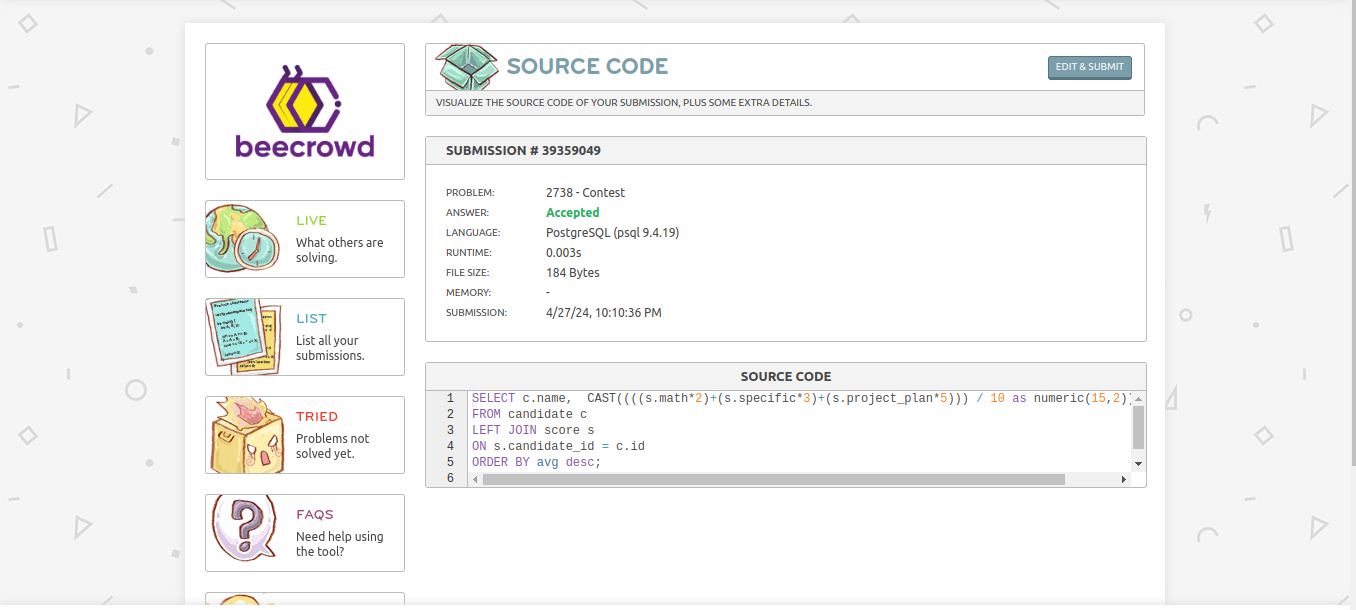 beecrowd
LIVE
What others are
solving.
LIST
List all your
submissions.
TRIED
Problems not
solved yet.
FAQS
Need help using
the tool?
SOURCE CODE
EDIT & SUBMIT
VISUALIZE THE SOURCE CODE OF YOUR SUBMISSION, PLUS SOME EXTRA DETAILS.
SUBMISSION # 39359049
PROBLEM: 2738 - Contest
ANSWER: Accepted
LANGUAGE: PostgreSQL (psql 9.4.19)
RUNTIME: 0.003s
FILE SIZE: 184 Bytes
MEMORY: -
SUBMISSION: 4/27/24, 10:10:36 PM
SOURCE CODE
1 SELECT c.name,  CAST((((s.math*2)+(s.specific*3)+(s.project_plan*5))) / 10 as numeric(15,2))
2 FROM candidate c
3 LEFT JOIN score s
4 ON s.candidate_id = c.id
5 ORDER BY avg desc;
6